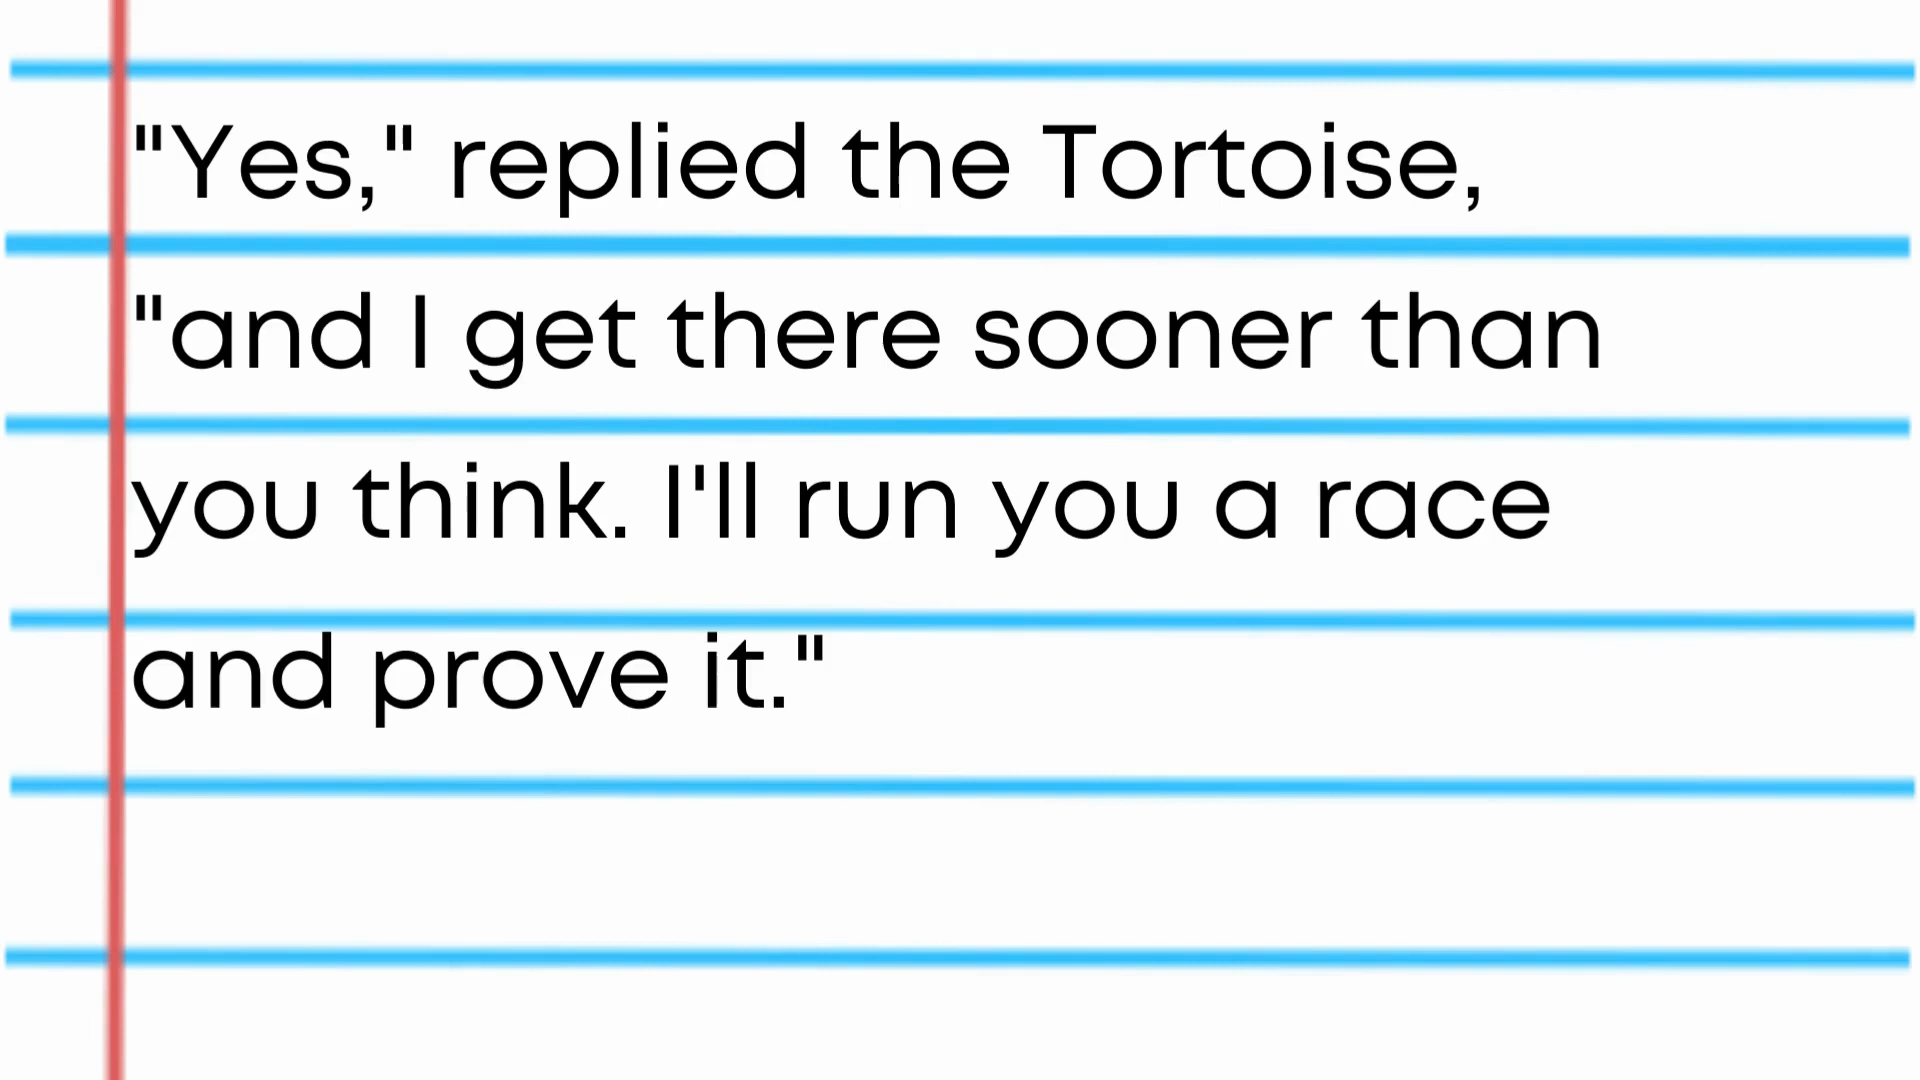 "Yes," replied the Tortoise,
"and I get there sooner than
you think. I'll run you a race
and prove it."